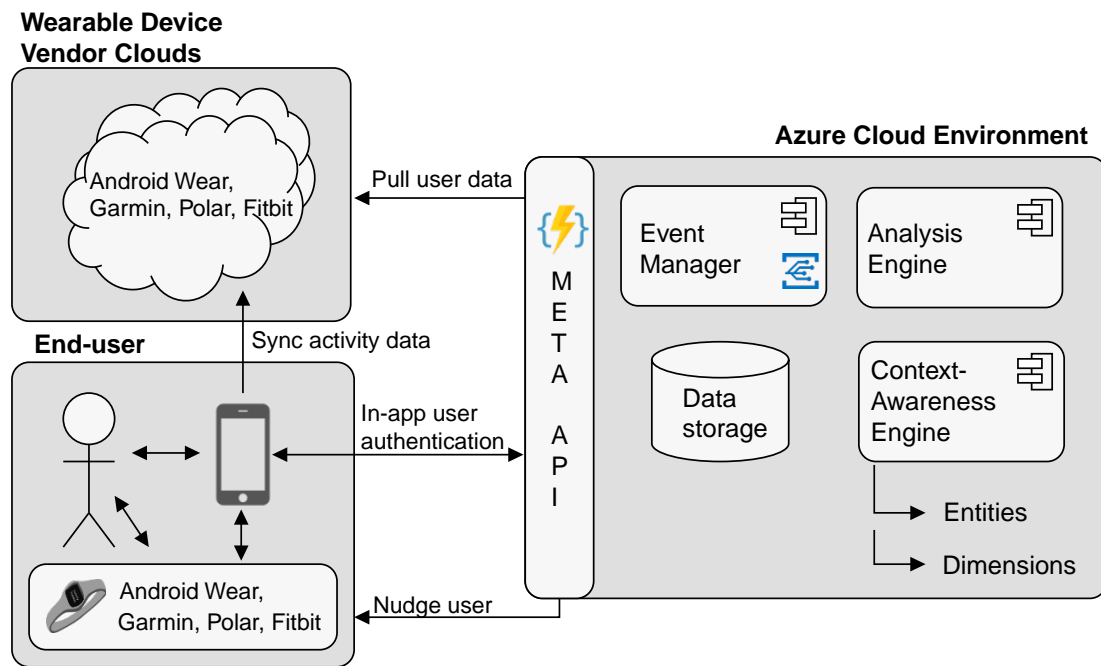 Wearable Device
Vendor Clouds
Android Wear,
Garmin, Polar, Fitbit
Pull user data
Azure Cloud Environment
Event
Manager
Analysis
Engine
META API
Data
storage
Context-
Awareness
Engine
Entities
Dimensions
Sync activity data
End-user
In-app user
authentication
Android Wear,
Garmin, Polar, Fitbit
Nudge user